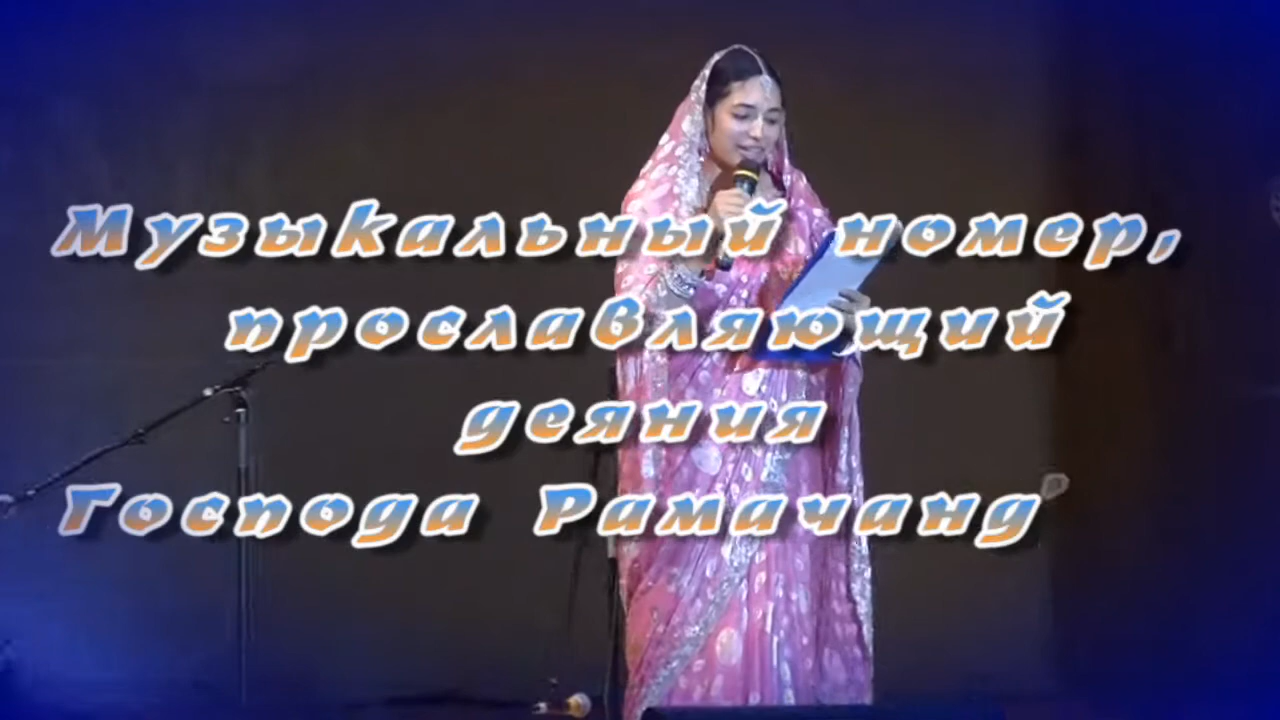 Музыкальный номер,
прославляющий
деяния
Господа Рамачанд